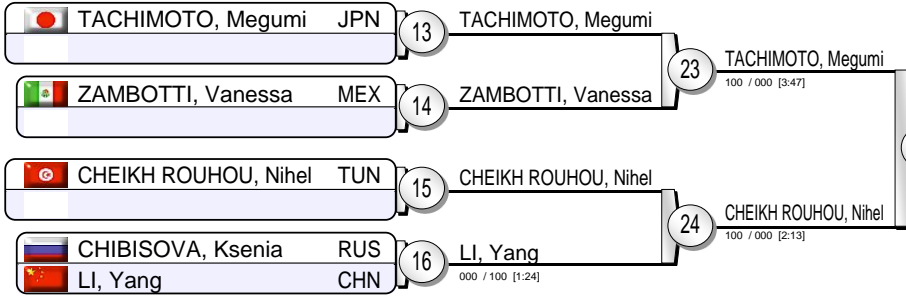 TACHIMOTO, Megumi JPN
13
TACHIMOTO, Megumi
ZAMBOTTI, Vanessa MEX
14
ZAMBOTTI, Vanessa
23
TACHIMOTO, Megumi
100 / 000 [3:47]
CHEIKH ROUHOU, Nihel TUN
15
CHEIKH ROUHOU, Nihel
CHIBISOVA, Ksenia RUS
LI, Yang CHN
16
LI, Yang
000 / 100 [1:24]
24
CHEIKH ROUHOU, Nihel
100 / 000 [2:13]